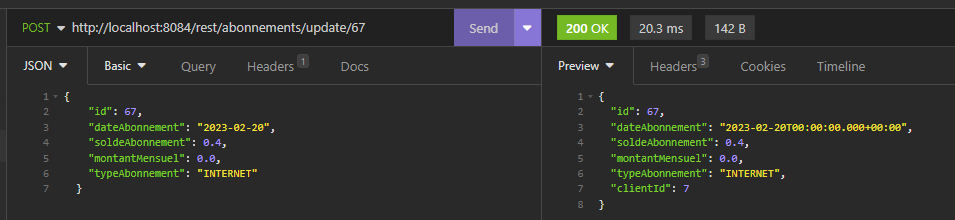 POST http://localhost:8084/rest/abonnements/update/67 Send 200 OK 20.3 ms 142 B
JSON Basic Query Headers 1 Docs Preview Headers 3 Cookies Timeline
1 {
2 "id": 67,
3 "dateAbonnement": "2023-02-20",
4 "soldeAbonnement": 0.4,
5 "montantMensuel": 0.0,
6 "typeAbonnement": "INTERNET"
7 }
1 {
2 "id": 67,
3 "dateAbonnement": "2023-02-20T00:00:00.000+00:00",
4 "soldeAbonnement": 0.4,
5 "montantMensuel": 0.0,
6 "typeAbonnement": "INTERNET",
7 "clientId": 7
8 }